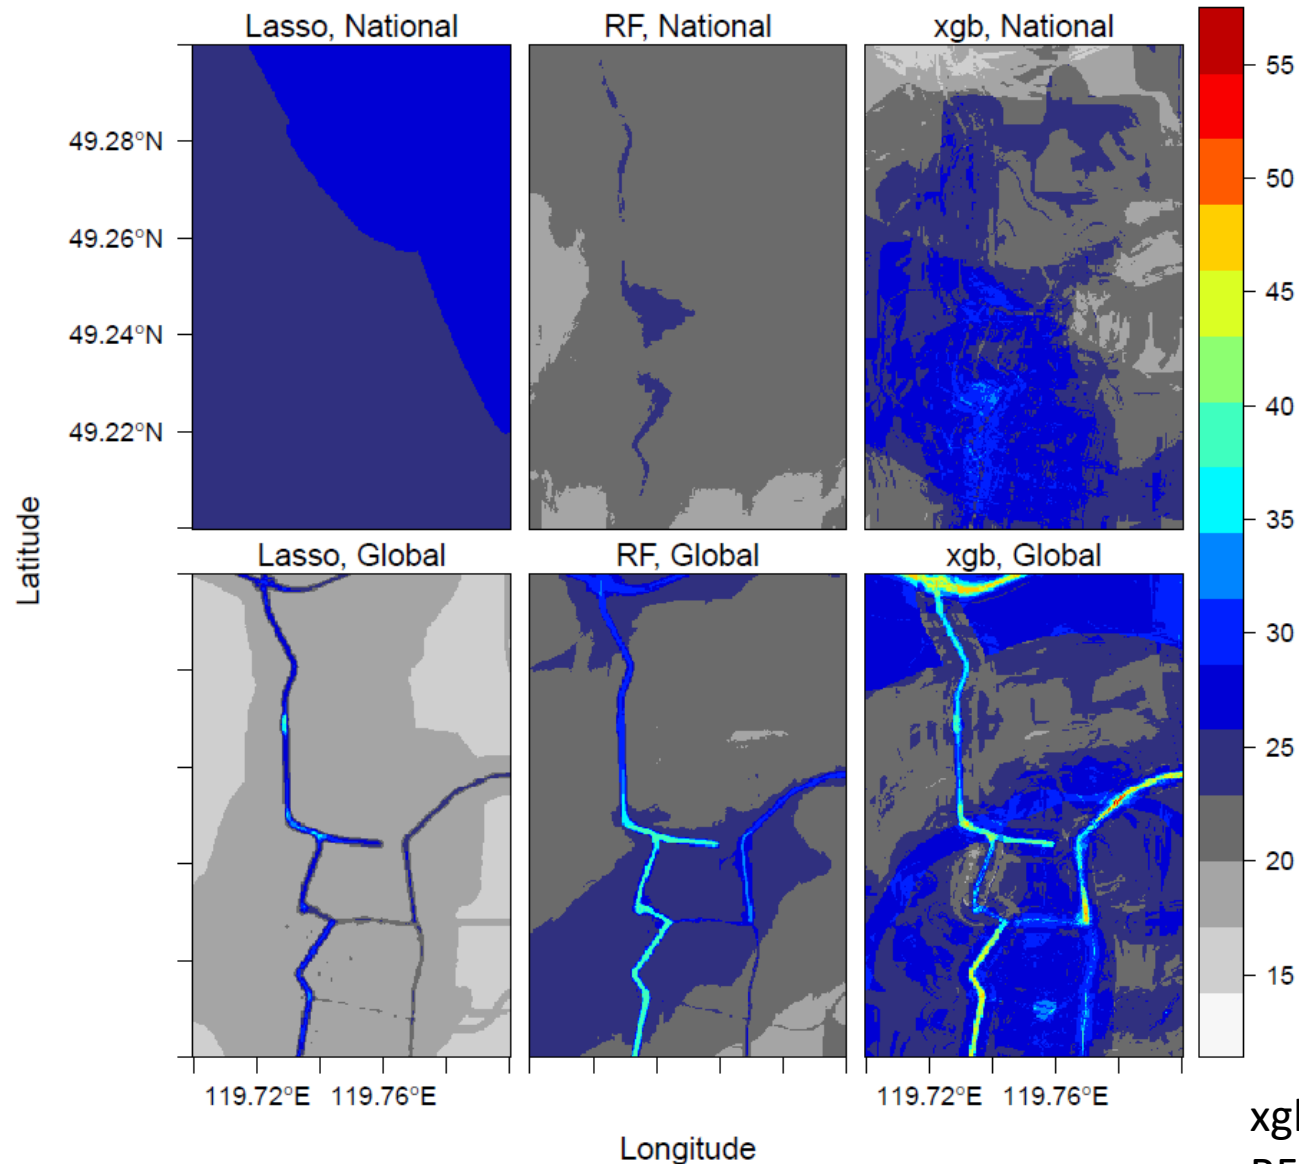 Lasso, National
RF, National
xgb, National
49.28°N
49.26°N
49.24°N
49.22°N
Latitude
Lasso, Global
RF, Global
xgb, Global
119.72°E 119.76°E
119.72°E 119.76°E
Longitude
55
50
45
40
35
30
25
20
15